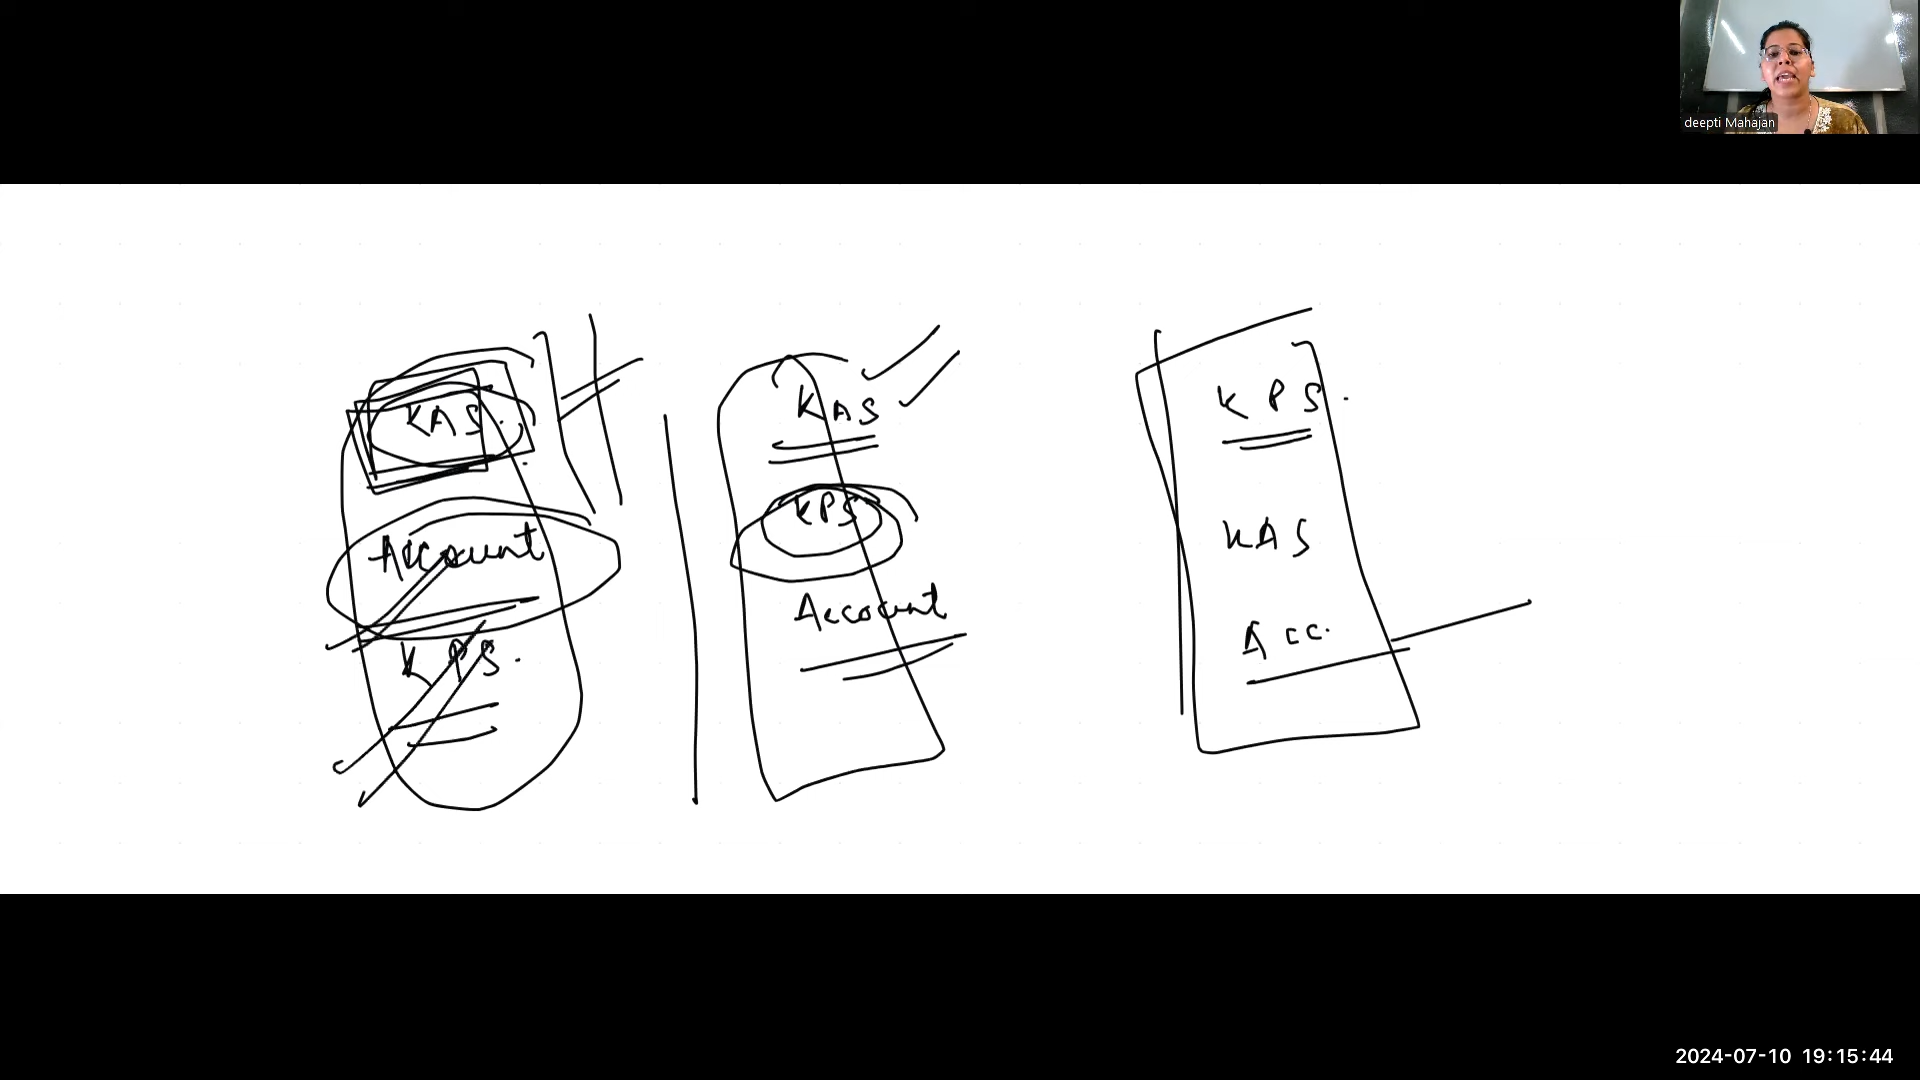 deepti Mahajan
KAS.
Account
KPS.
KAS
KPS
Account
KPS.
KAS
Acc.
2024-07-10 19:15:44